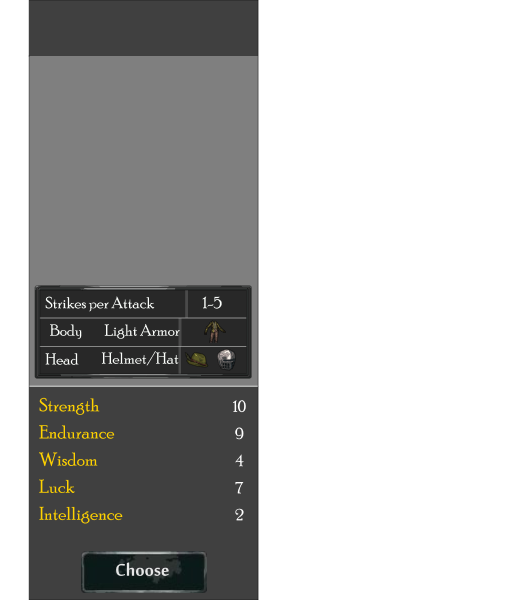 Strikes per Attack 1-5
Body Light Armor
Head Helmet/Hat
Strength 10
Endurance 9
Wisdom 4
Luck 7
Intelligence 2
Choose